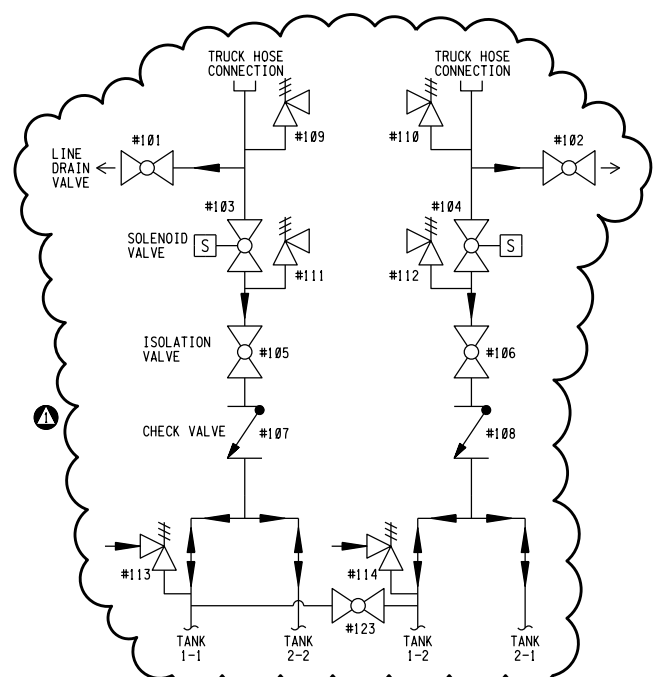 TRUCK HOSE
CONNECTION
TRUCK HOSE
CONNECTION
#101
#109
#110
#102
LINE
DRAIN
VALVE
#103
#104
SOLENOID
VALVE
S
S
#111
#112
ISOLATION
VALVE
#105
#106
1
CHECK VALVE
#107
#108
#113
#114
#123
TANK
1-1
TANK
2-2
TANK
1-2
TANK
2-1